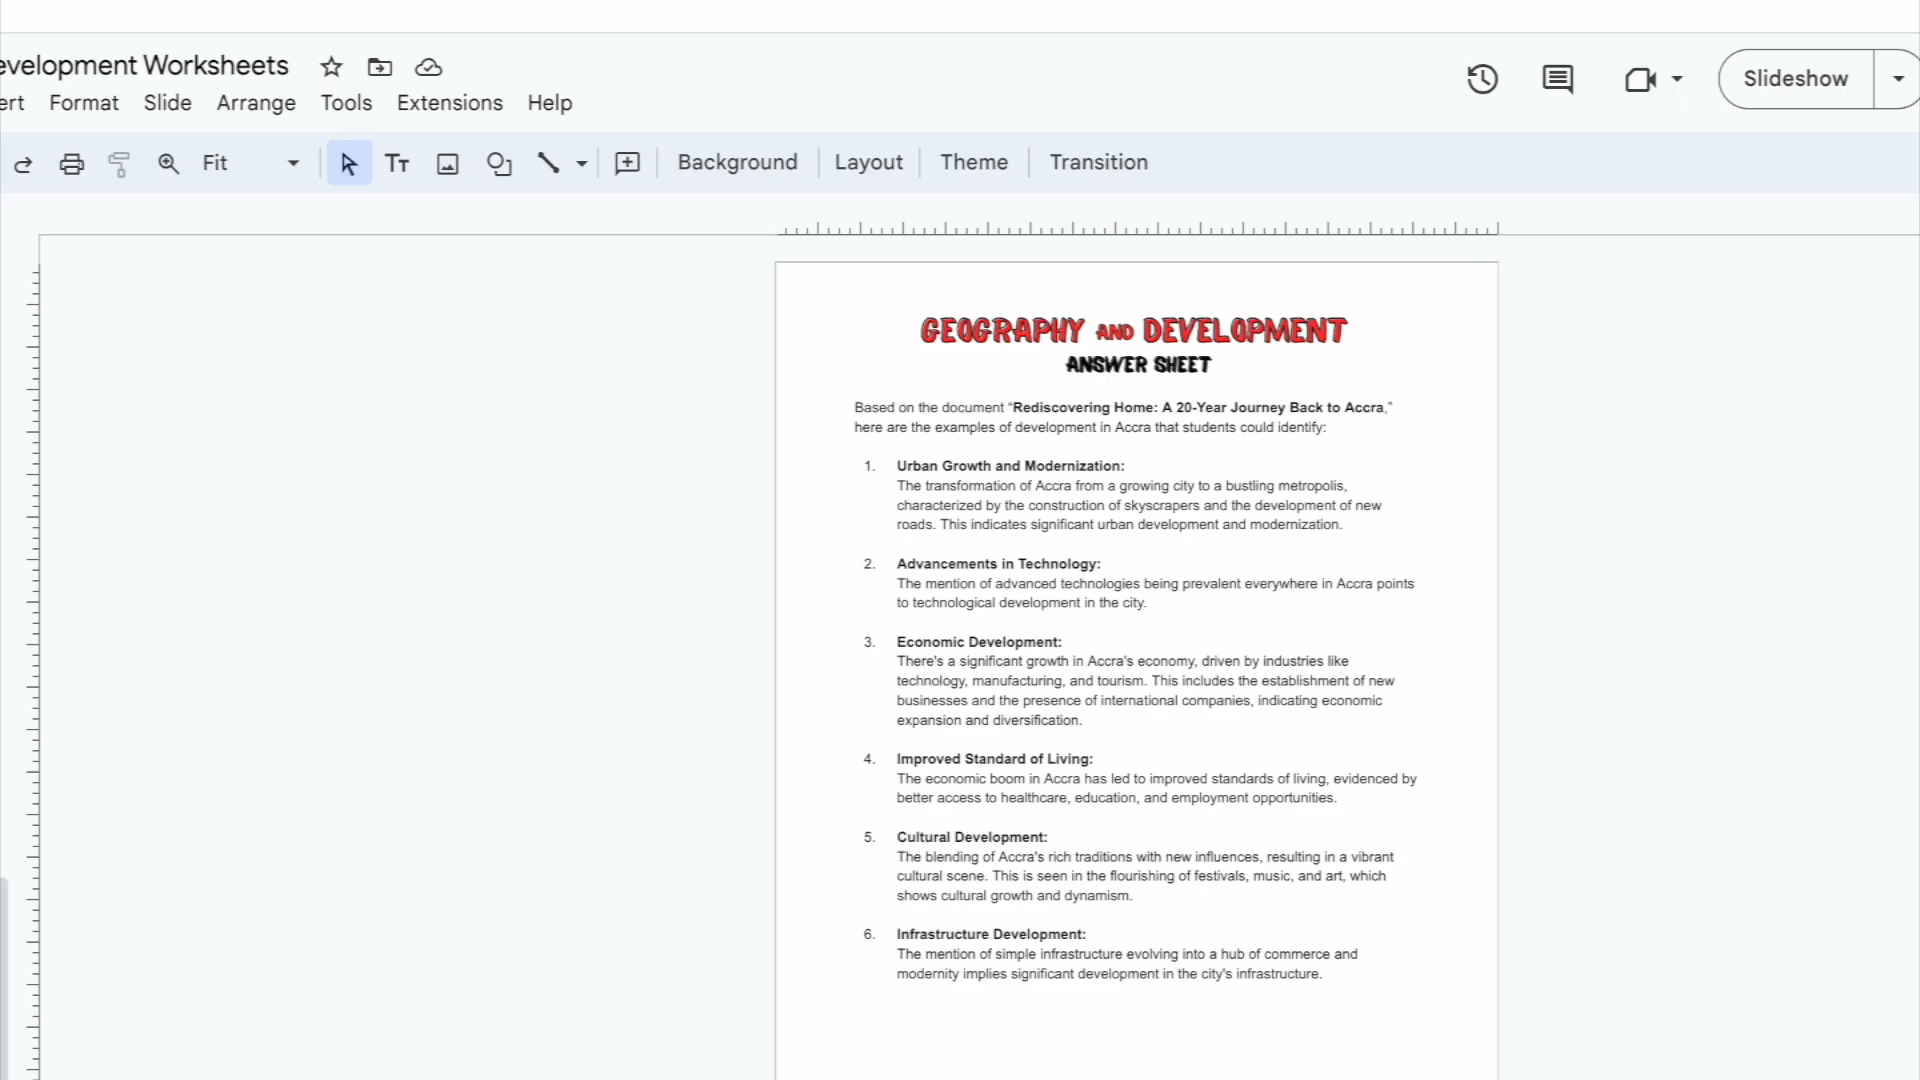 evelopment Worksheets
ert Format Slide Arrange Tools Extensions Help
Slideshow
Fit
Background Layout Theme Transition
GEOGRAPHY AND DEVELOPMENT
ANSWER SHEET
Based on the document “Rediscovering Home: A 20-Year Journey Back to Accra,”
here are the examples of development in Accra that students could identify:
1. Urban Growth and Modernization:
The transformation of Accra from a growing city to a bustling metropolis,
characterized by the construction of skyscrapers and the development of new
roads. This indicates significant urban development and modernization.
2. Advancements in Technology:
The mention of advanced technologies being prevalent everywhere in Accra points
to technological development in the city.
3. Economic Development:
There's a significant growth in Accra's economy, driven by industries like
technology, manufacturing, and tourism. This includes the establishment of new
businesses and the presence of international companies, indicating economic
expansion and diversification.
4. Improved Standard of Living:
The economic boom in Accra has led to improved standards of living, evidenced by
better access to healthcare, education, and employment opportunities.
5. Cultural Development:
The blending of Accra's rich traditions with new influences, resulting in a vibrant
cultural scene. This is seen in the flourishing of festivals, music, and art, which
shows cultural growth and dynamism.
6. Infrastructure Development:
The mention of simple infrastructure evolving into a hub of commerce and
modernity implies significant development in the city's infrastructure.